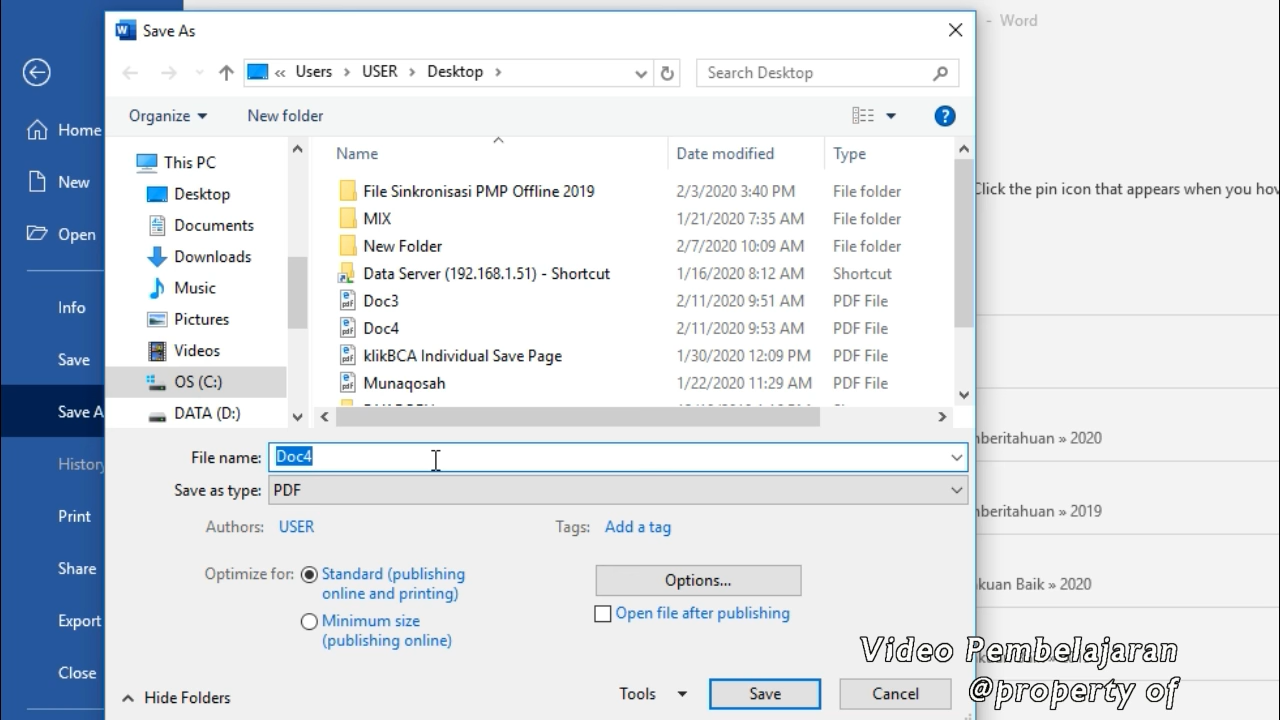 Save As
- Word
« Users › USER › Desktop ›
Search Desktop
Organize
New folder
?
Home
New
Open
Info
Save
Save A
History
Print
Share
Export
Close
This PC
Desktop
Documents
Downloads
Music
Pictures
Videos
OS (C:)
DATA (D:)
Name Date modified Type
File Sinkronisasi PMP Offline 2019 2/3/2020 3:40 PM File folder
MIX 1/21/2020 7:35 AM File folder
New Folder 2/7/2020 10:09 AM File folder
Data Server (192.168.1.51) - Shortcut 1/16/2020 8:12 AM Shortcut
Doc3 2/11/2020 9:51 AM PDF File
Doc4 2/11/2020 9:53 AM PDF File
klikBCA Individual Save Page 1/30/2020 12:09 PM PDF File
Munaqosah 1/22/2020 11:29 AM PDF File
Click the pin icon that appears when you hov
File name: Doc4
Save as type: PDF
Authors: USER
Tags: Add a tag
Optimize for:
Standard (publishing
online and printing)
Minimum size
(publishing online)
Options...
Open file after publishing
Hide Folders
Tools
Save
Cancel
beritahuan » 2020
beritahuan » 2019
kuan Baik » 2020
Video Pembelajaran
@property of